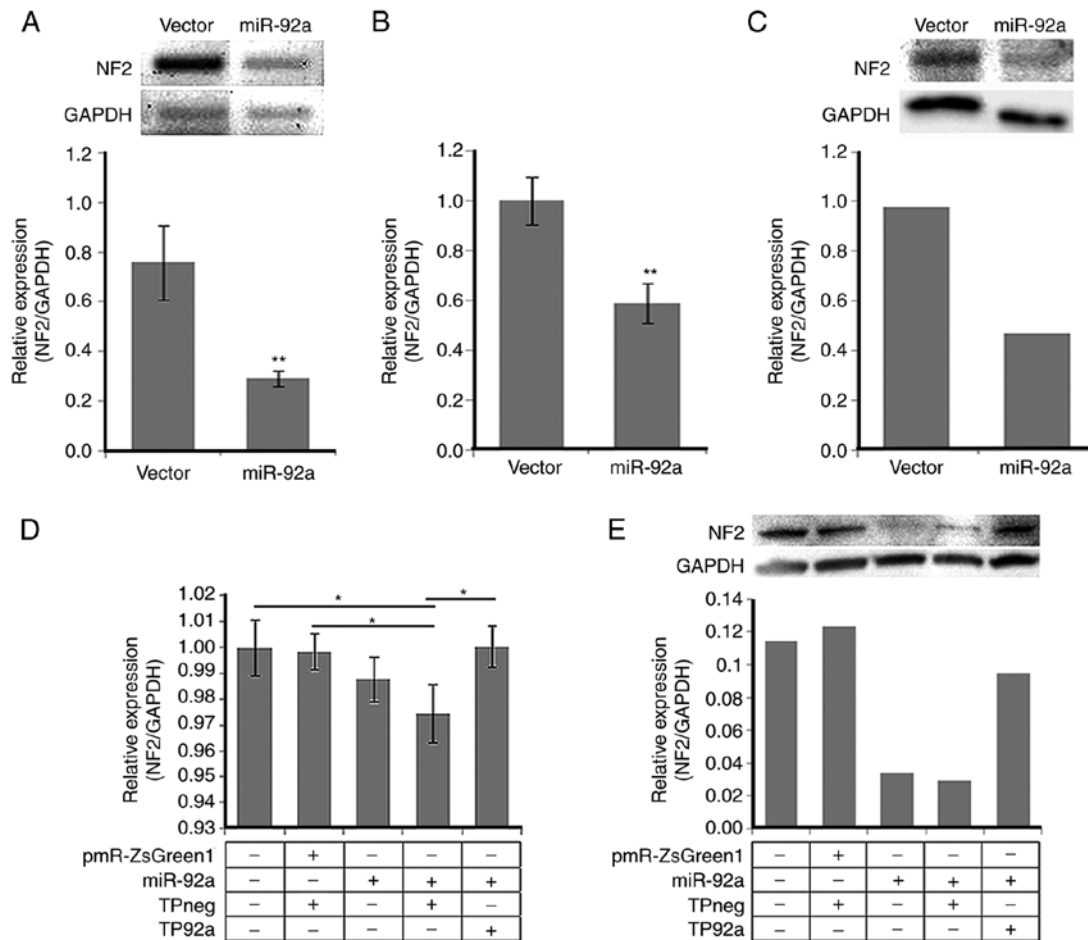 A
Vector miR-92a
NF2
GAPDH
1.2
1.0
0.8
0.6
0.4
0.2
0.0
Relative expression
(NF2/GAPDH)
**
Vector miR-92a
B
1.2
1.0
0.8
0.6
0.4
0.2
0.0
Relative expression
(NF2/GAPDH)
**
Vector miR-92a
C
Vector miR-92a
NF2
GAPDH
1.2
1.0
0.8
0.6
0.4
0.2
0.0
Relative expression
(NF2/GAPDH)
Vector miR-92a
D
1.02
1.01
1.00
0.99
0.98
0.97
0.96
0.95
0.94
0.93
Relative expression
(NF2/GAPDH)
* *
*
pmR-ZsGreen1 – + – – –
miR-92a – – + + +
TPneg – + – + –
TP92a – – – – +
E
NF2
GAPDH
0.14
0.12
0.1
0.08
0.06
0.04
0.02
0.00
Relative expression
(NF2/GAPDH)
pmR-ZsGreen1 – + – – –
miR-92a – – + + +
TPneg – + – + –
TP92a – – – – +